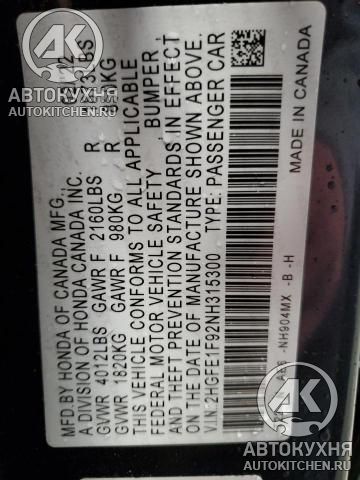 MFD.BY HONDA OF CANADA MFG.,
A DIVISION OF HONDA CANADA INC.
GVWR 4012LBS GAWR F 2160LBS R LBS
GVWR 1820KG GAWR F 980KG R KG
THIS VEHICLE CONFORMS TO ALL APPLICABLE
FEDERAL MOTOR VEHICLE SAFETY, BUMPER,
AND THEFT PREVENTION STANDARDS IN EFFECT
ON THE DATE OF MANUFACTURE SHOWN ABOVE.
V.I.N.:2HGFE1F92NH315300 TYPE: PASSENGER CAR
-NH904MX -B -H
MADE IN CANADA
АВТОКУХНЯ
AUTOKITCHEN.RU
АВТОКУХНЯ
AUTOKITCHEN.RU